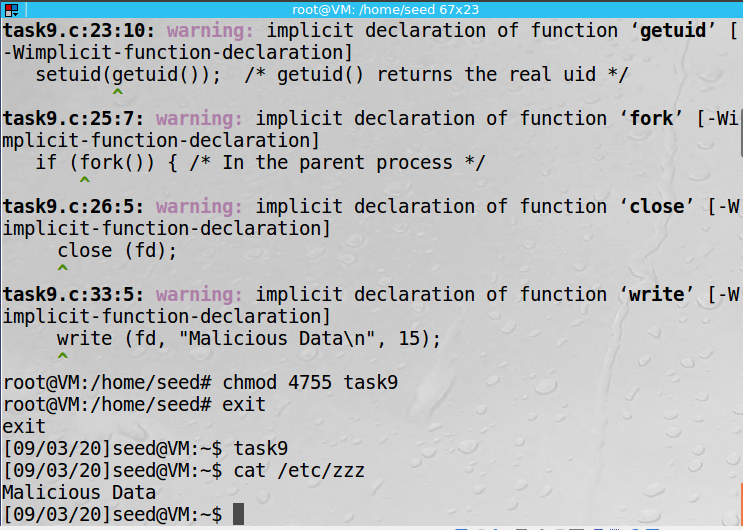 root@VM: /home/seed 67x23
task9.c:23:10: warning: implicit declaration of function ‘getuid’ [
-Wimplicit-function-declaration]
setuid(getuid());  /* getuid() returns the real uid */
^
task9.c:25:7: warning: implicit declaration of function ‘fork’ [-Wi
mplicit-function-declaration]
if (fork()) { /* In the parent process */
^
task9.c:26:5: warning: implicit declaration of function ‘close’ [-W
implicit-function-declaration]
close (fd);
^
task9.c:33:5: warning: implicit declaration of function ‘write’ [-W
implicit-function-declaration]
write (fd, "Malicious Data\n", 15);
^
root@VM:/home/seed# chmod 4755 task9
root@VM:/home/seed# exit
exit
[09/03/20]seed@VM:~$ task9
[09/03/20]seed@VM:~$ cat /etc/zzz
Malicious Data
[09/03/20]seed@VM:~$